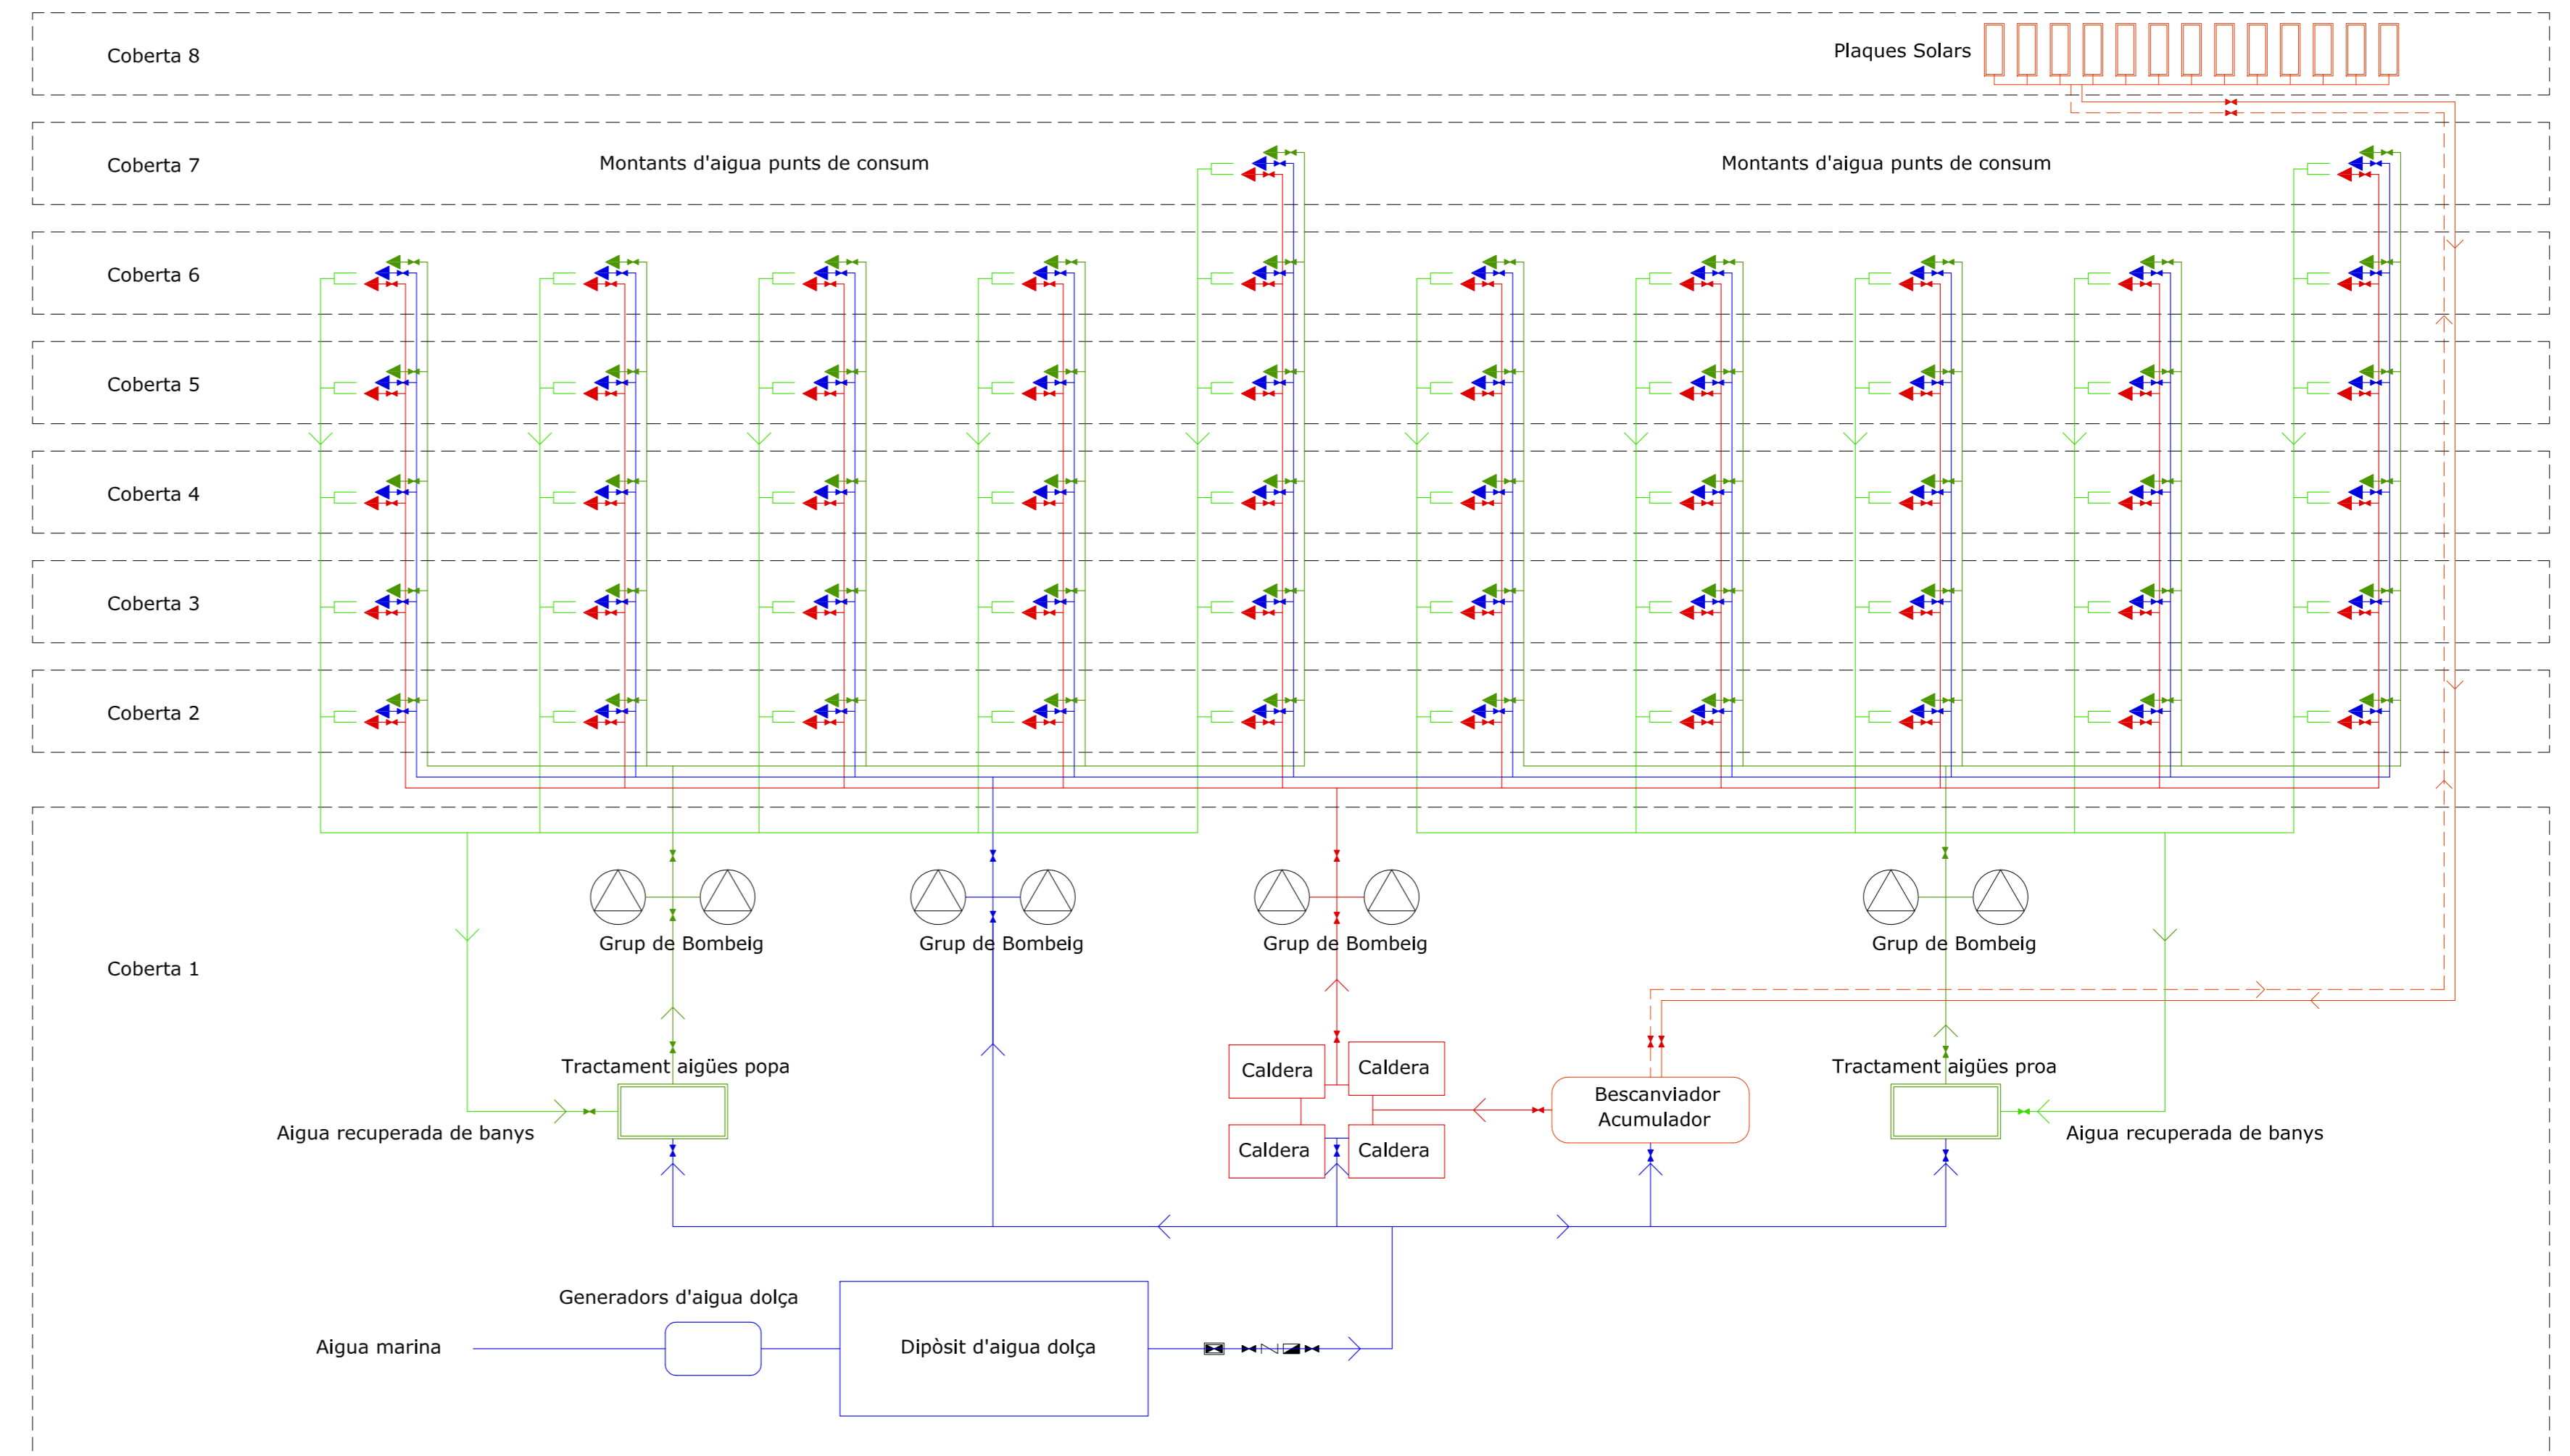 Coberta 8
Plaques Solars
Coberta 7
Montants d'aigua punts de consum
Montants d'aigua punts de consum
Coberta 6
Coberta 5
Coberta 4
Coberta 3
Coberta 2
Grup de Bombeig
Grup de Bombeig
Grup de Bombeig
Grup de Bombeig
Coberta 1
Tractament aigües popa
Caldera
Caldera
Tractament aigües proa
Bescanviador
Acumulador
Aigua recuperada de banys
Caldera
Caldera
Aigua recuperada de banys
Generadors d'aigua dolça
Aigua marina
Dipòsit d'aigua dolça